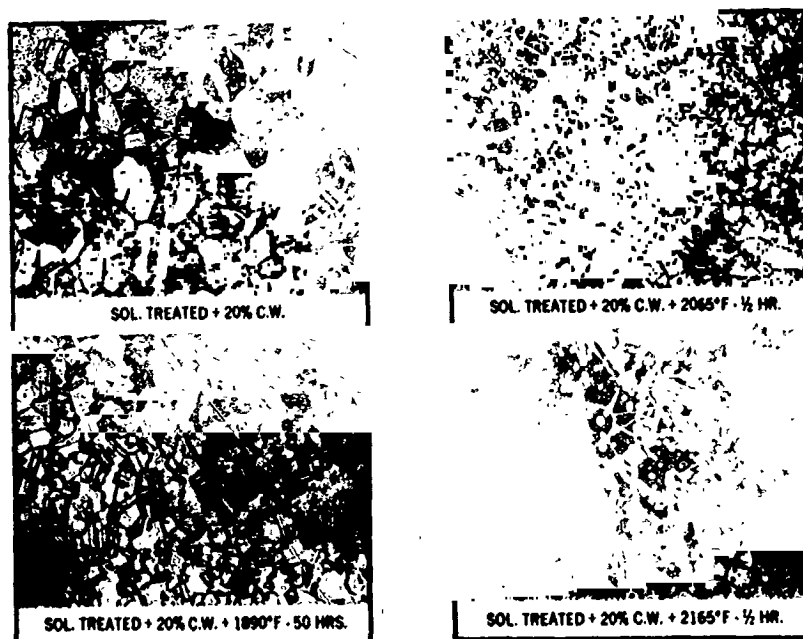 SOL. TREATED + 20% C.W.
SOL. TREATED + 20% C.W. + 2065°F - ½ HR.
SOL. TREATED + 20% C.W. + 1890°F - 50 HRS.
SOL. TREATED + 20% C.W. + 2165°F - ½ HR.